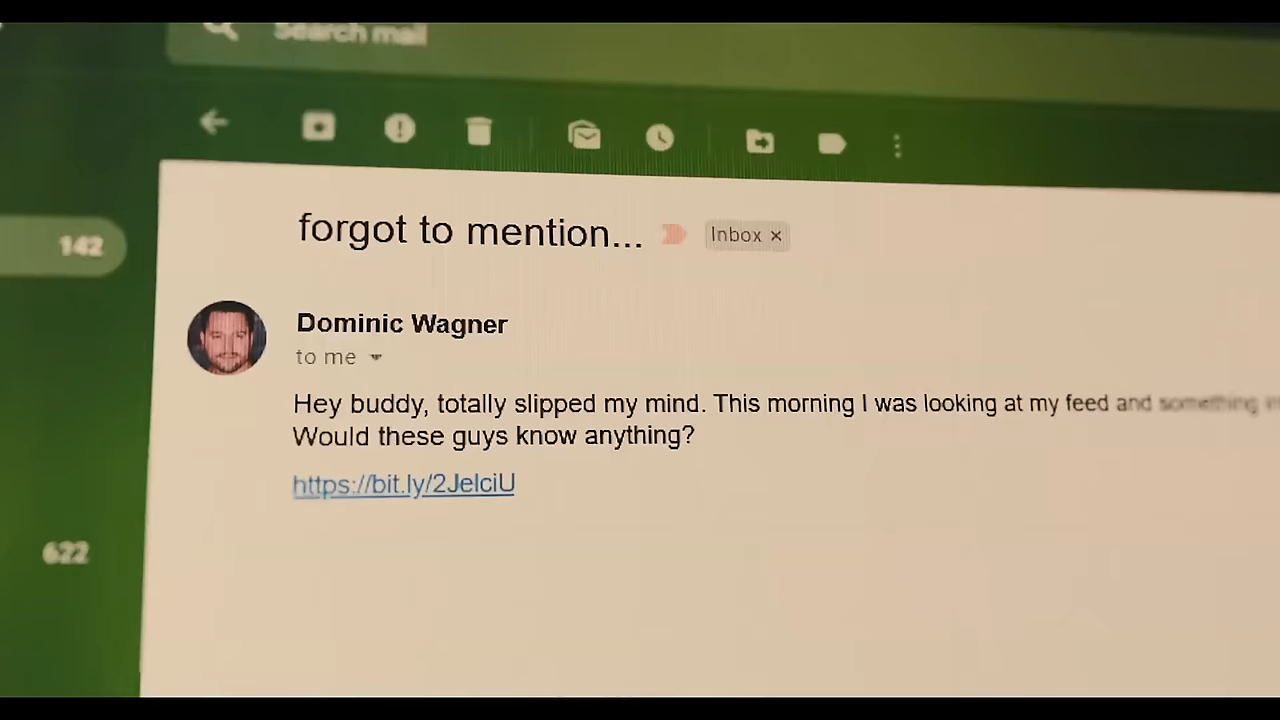 Search mail
142
forgot to mention...
Inbox ×
Dominic Wagner
to me
Hey buddy, totally slipped my mind. This morning I was looking at my feed and something
Would these guys know anything?
https://bit.ly/2JelciU
622